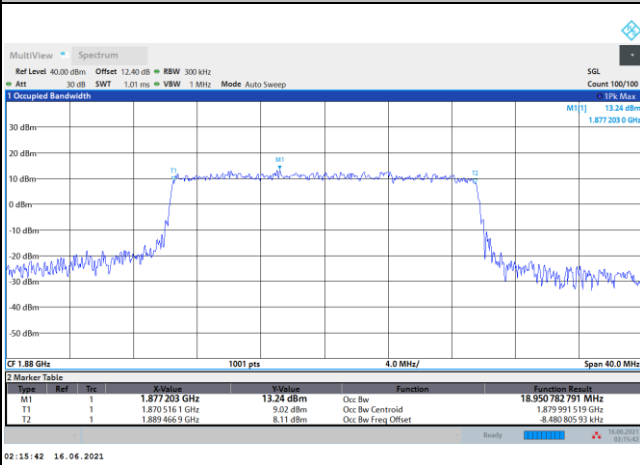 MultiView Spectrum
Ref Level 40.00 dBm Offset 12.40 dB RBW 300 kHz SGL
Att 30 dB SWT 1.01 ms VBW 1 MHz Mode Auto Sweep Count 100/100
1 Occupied Bandwidth 1Pk Max
M1[1] 13.24 dBm
1.877 203 0 GHz
30 dBm
20 dBm
M1
T1 T2
10 dBm
0 dBm
-10 dBm
-20 dBm
-30 dBm
-40 dBm
-50 dBm
CF 1.88 GHz 1001 pts 4.0 MHz/ Span 40.0 MHz
2 Marker Table
Type Ref Trc X-Value Y-Value Function Function Result
M1 1 1.877 203 GHz 13.24 dBm Occ Bw 18.950 782 791 MHz
T1 1 1.870 516 1 GHz 9.02 dBm Occ Bw Centroid 1.879 991 519 GHz
T2 1 1.889 466 9 GHz 8.11 dBm Occ Bw Freq Offset -8.480 805 93 kHz
Ready 16.06.2021
02:15:42
02:15:42 16.06.2021